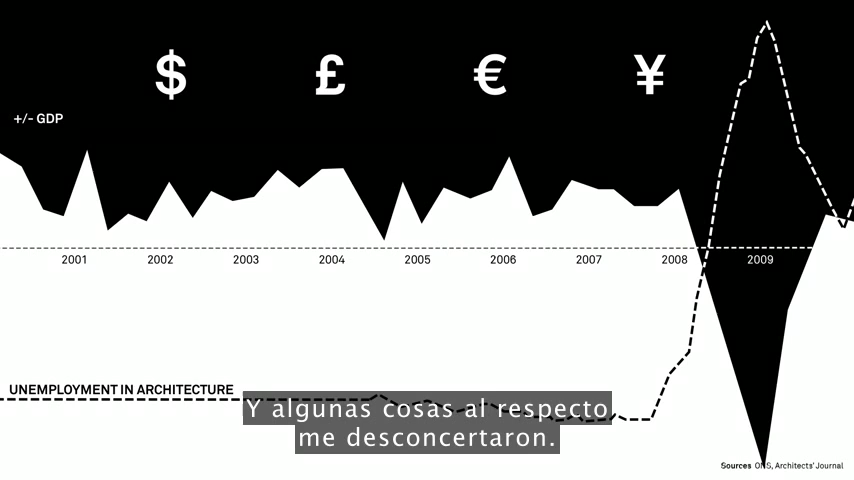 $ £ € ¥
+/- GDP
2001 2002 2003 2004 2005 2006 2007 2008 2009
UNEMPLOYMENT IN ARCHITECTURE
Y algunas cosas al respecto
me desconcertaron.
Sources ONS, Architects' Journal